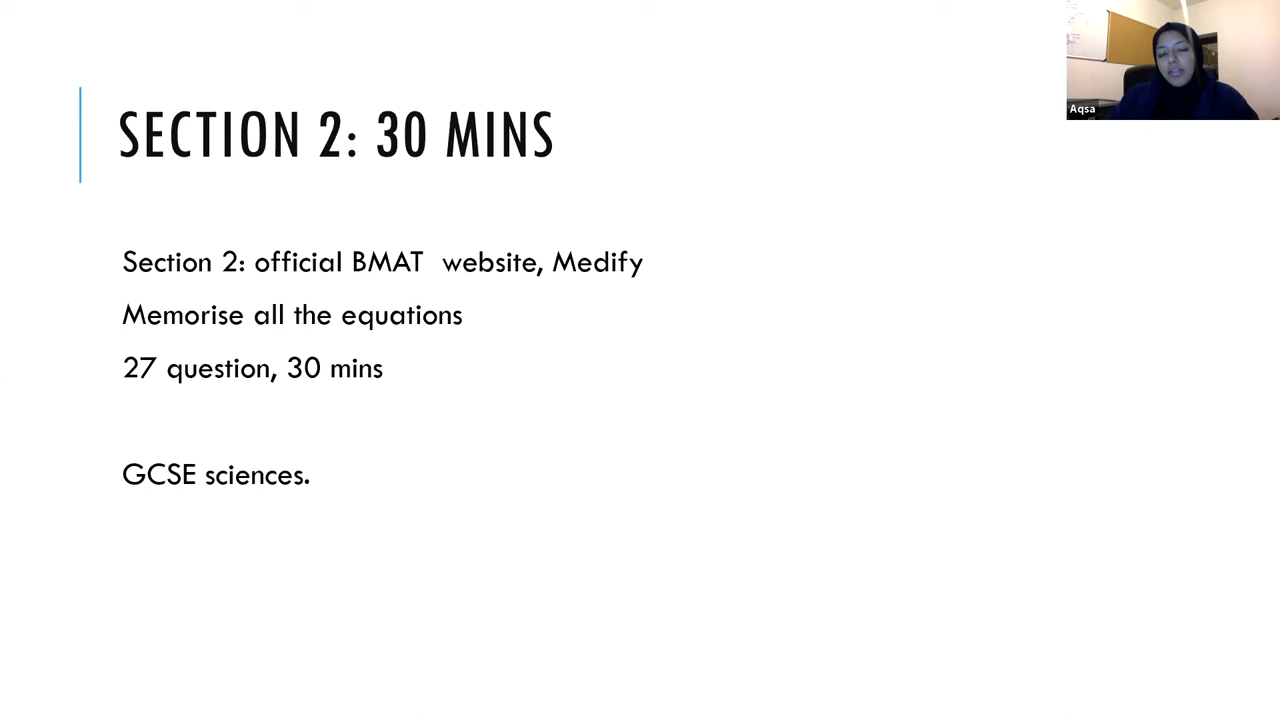 SECTION 2: 30 MINS
Section 2: official BMAT  website, Medify
Memorise all the equations
27 question, 30 mins
GCSE sciences.
Aqsa